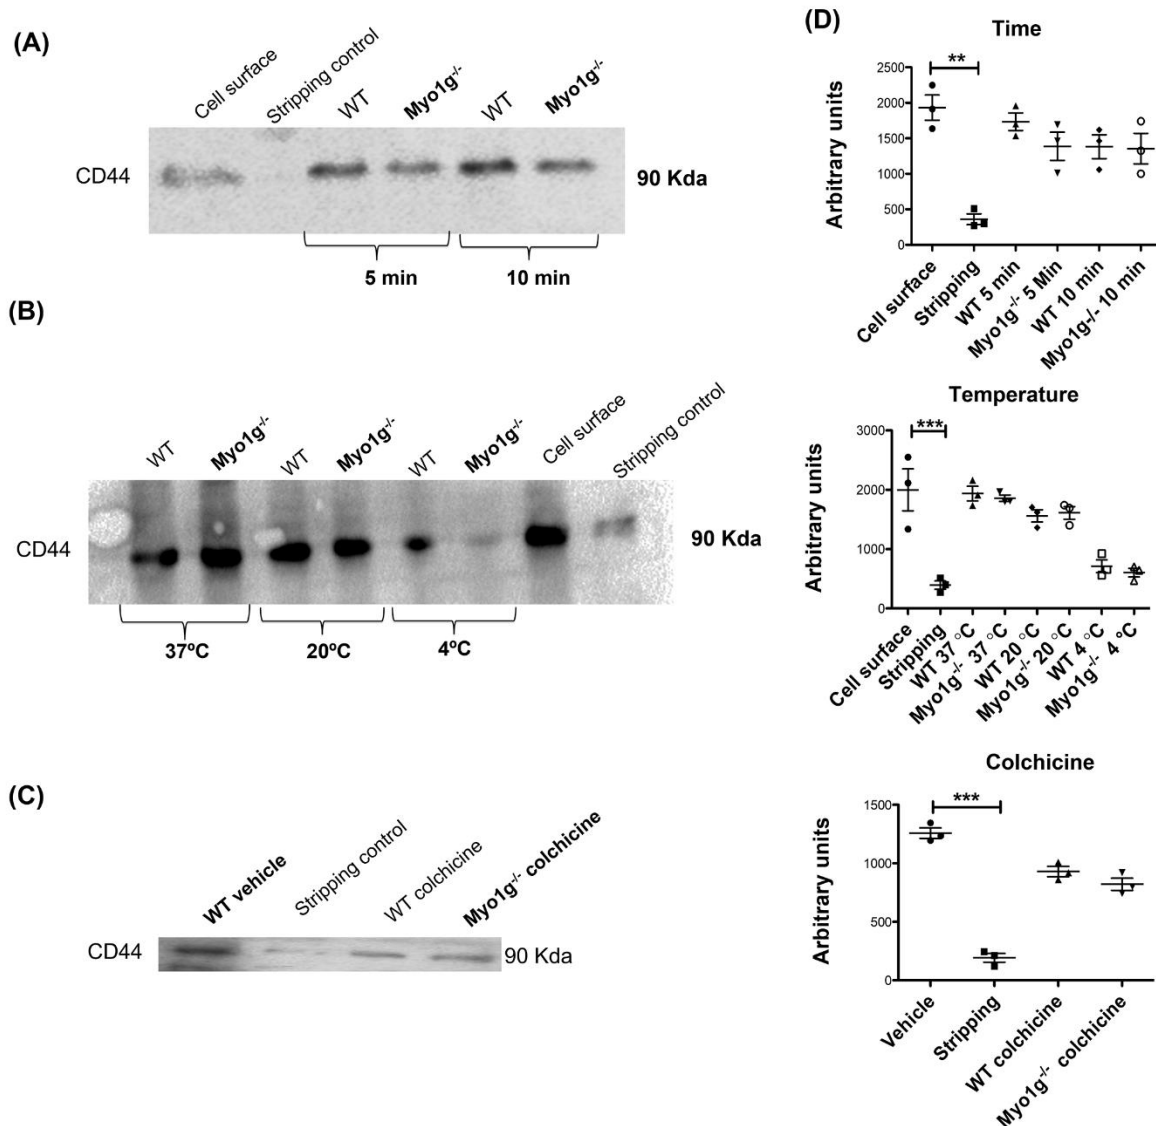 (A)
Cell surface
Stripping control
WT
Myo1g-/-
WT
Myo1g-/-
CD44
90 Kda
5 min
10 min
(B)
WT
Myo1g-/-
WT
Myo1g-/-
WT
Myo1g-/-
Cell surface
Stripping control
CD44
90 Kda
37ºC
20ºC
4ºC
(C)
WT vehicle
Stripping control
WT colchicine
Myo1g-/- colchicine
CD44
90 Kda
(D)
Time
**
Arbitrary units
2500
2000
1500
1000
500
0
Cell surface
Stripping
WT 5 min
Myo1g-/- 5 Min
WT 10 min
Myo1g-/- 10 min
Temperature
***
Arbitrary units
3000
2000
1000
0
Cell surface
Stripping
WT 37 °C
Myo1g-/- 37 °C
WT 20 °C
Myo1g-/- 20 °C
WT 4 °C
Myo1g-/- 4 °C
Colchicine
***
Arbitrary units
1500
1000
500
0
Vehicle
Stripping
WT colchicine
Myo1g-/- colchicine